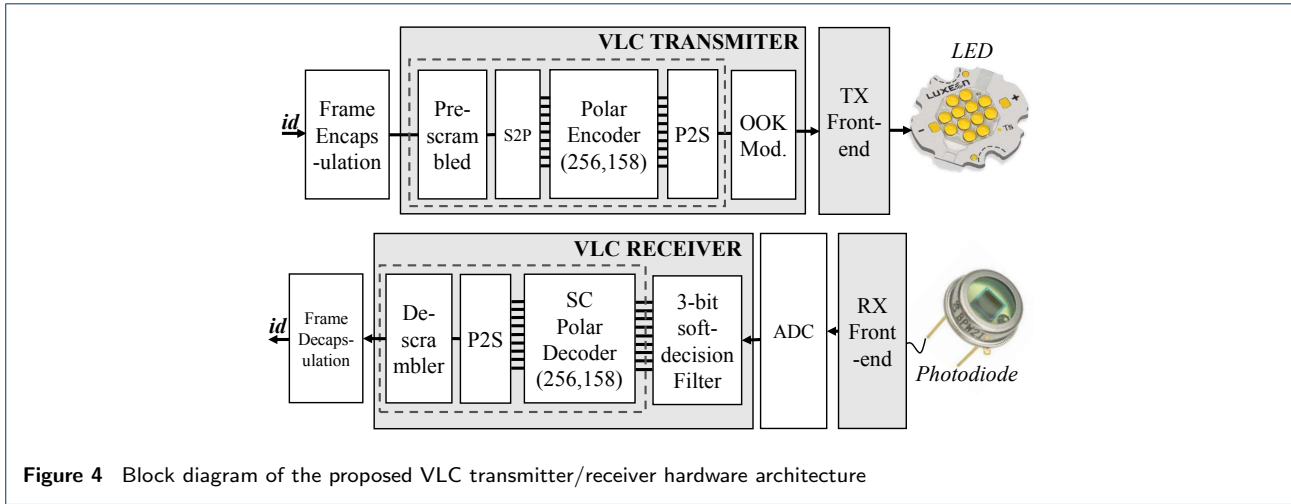 VLC TRANSMITER
LED
id
Frame
Encaps
-ulation
Pre-
scram
bled
S2P
Polar
Encoder
(256,158)
P2S
OOK
Mod.
TX
Front-
end
LUXEON
+
-
VLC RECEIVER
id
Frame
Decaps-
ulation
De-
scra
mbler
P2S
SC
Polar
Decoder
(256,158)
3-bit
soft-
decision
Filter
ADC
RX
Front
-end
BPW21
Photodiode
Figure 4 Block diagram of the proposed VLC transmitter/receiver hardware architecture